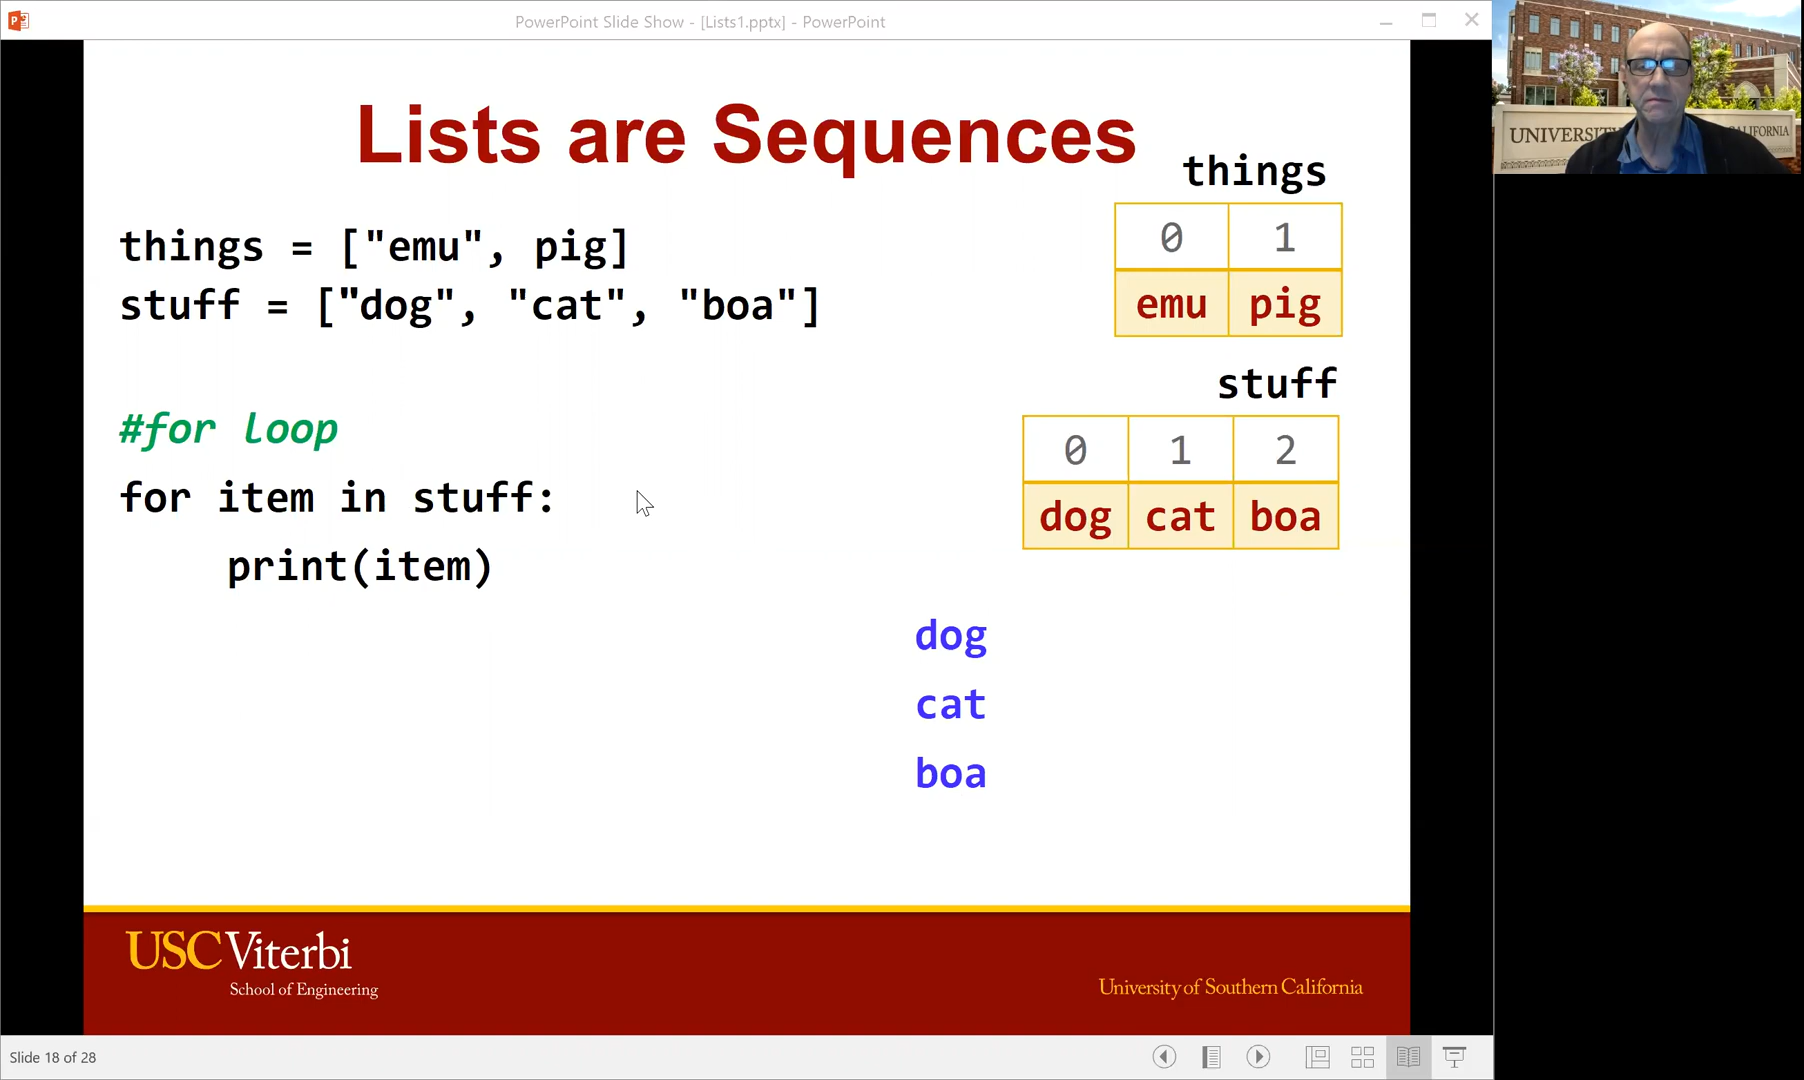 PowerPoint Slide Show - [Lists1.pptx] - PowerPoint
Lists are Sequences
things = ["emu", pig]
stuff = ["dog", "cat", "boa"]
#for loop
for item in stuff:
print(item)
things
0 1
emu pig
stuff
0 1 2
dog cat boa
dog
cat
boa
USC Viterbi
School of Engineering
University of Southern California
Slide 18 of 28